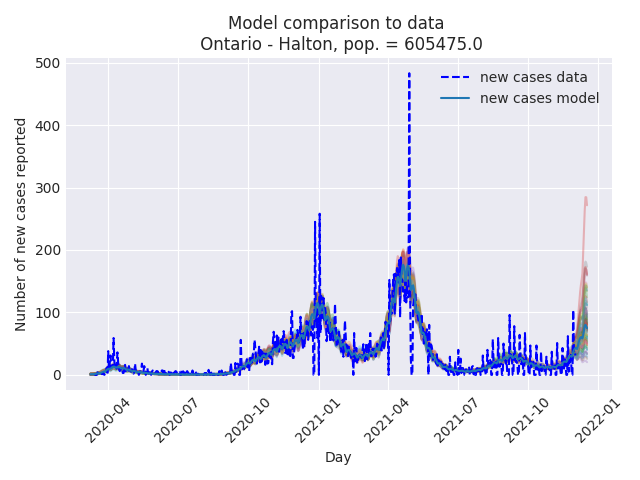 Model comparison to data
Ontario - Halton, pop. = 605475.0
new cases data
new cases model
Number of new cases reported
500
400
300
200
100
0
2020-04
2020-07
2020-10
2021-01
2021-04
2021-07
2021-10
2022-01
Day